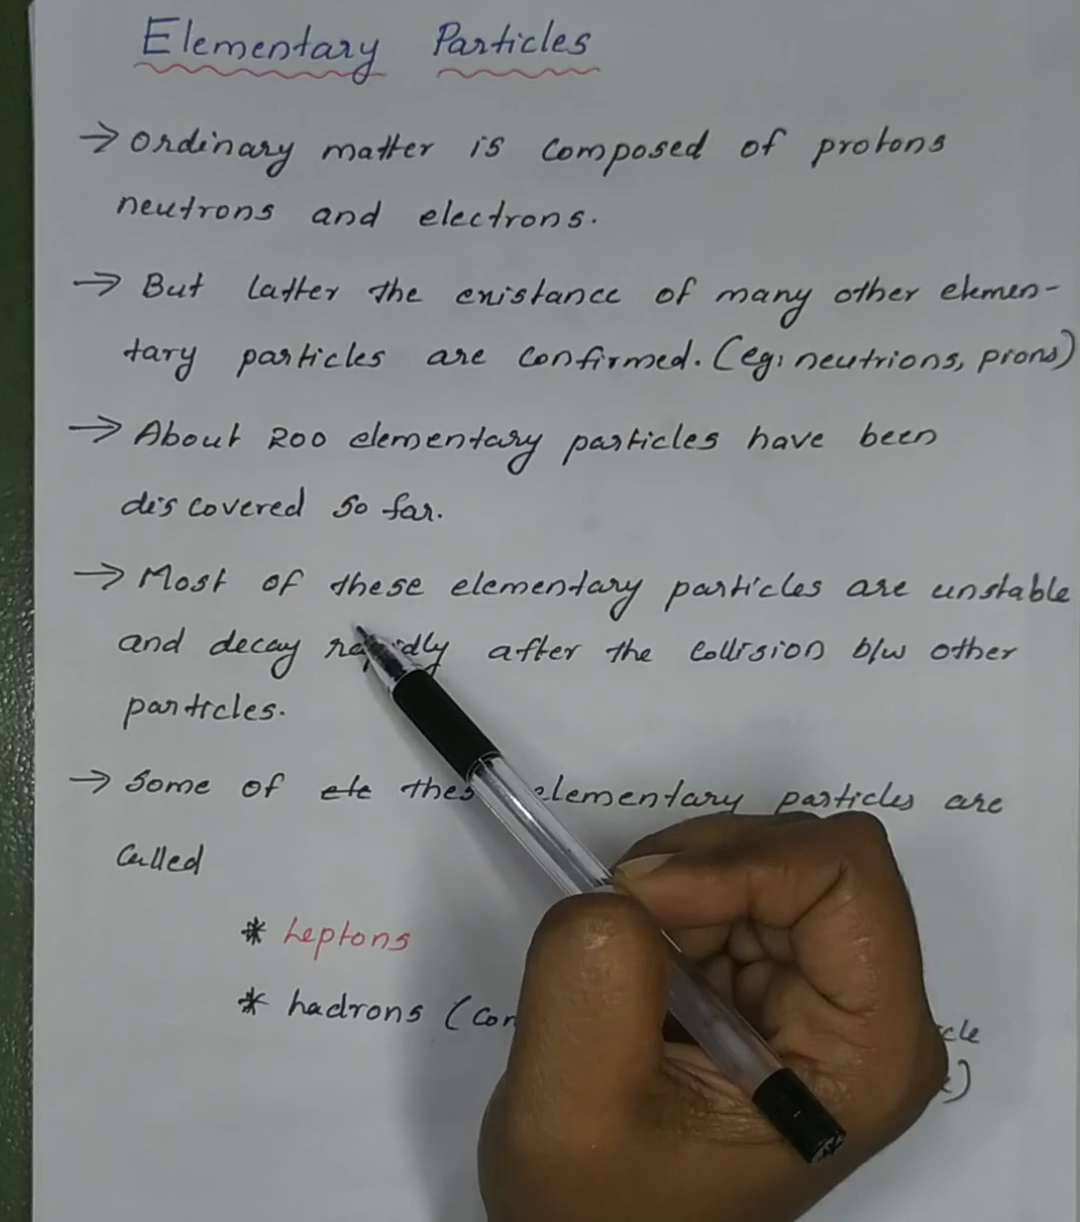 Elementary Particles
→ Ordinary matter is composed of protons
neutrons and electrons.
→ But latter the existance of many other elemen-
tary particles are confirmed. (eg: neutrions, pions)
→ About 200 elementary particles have been
discovered so far.
→ Most of these elementary particles are unstable
and decay after the collision b/w other
particles.
→ Some of ete elementary particles are
called
* Leptons
* hadrons (